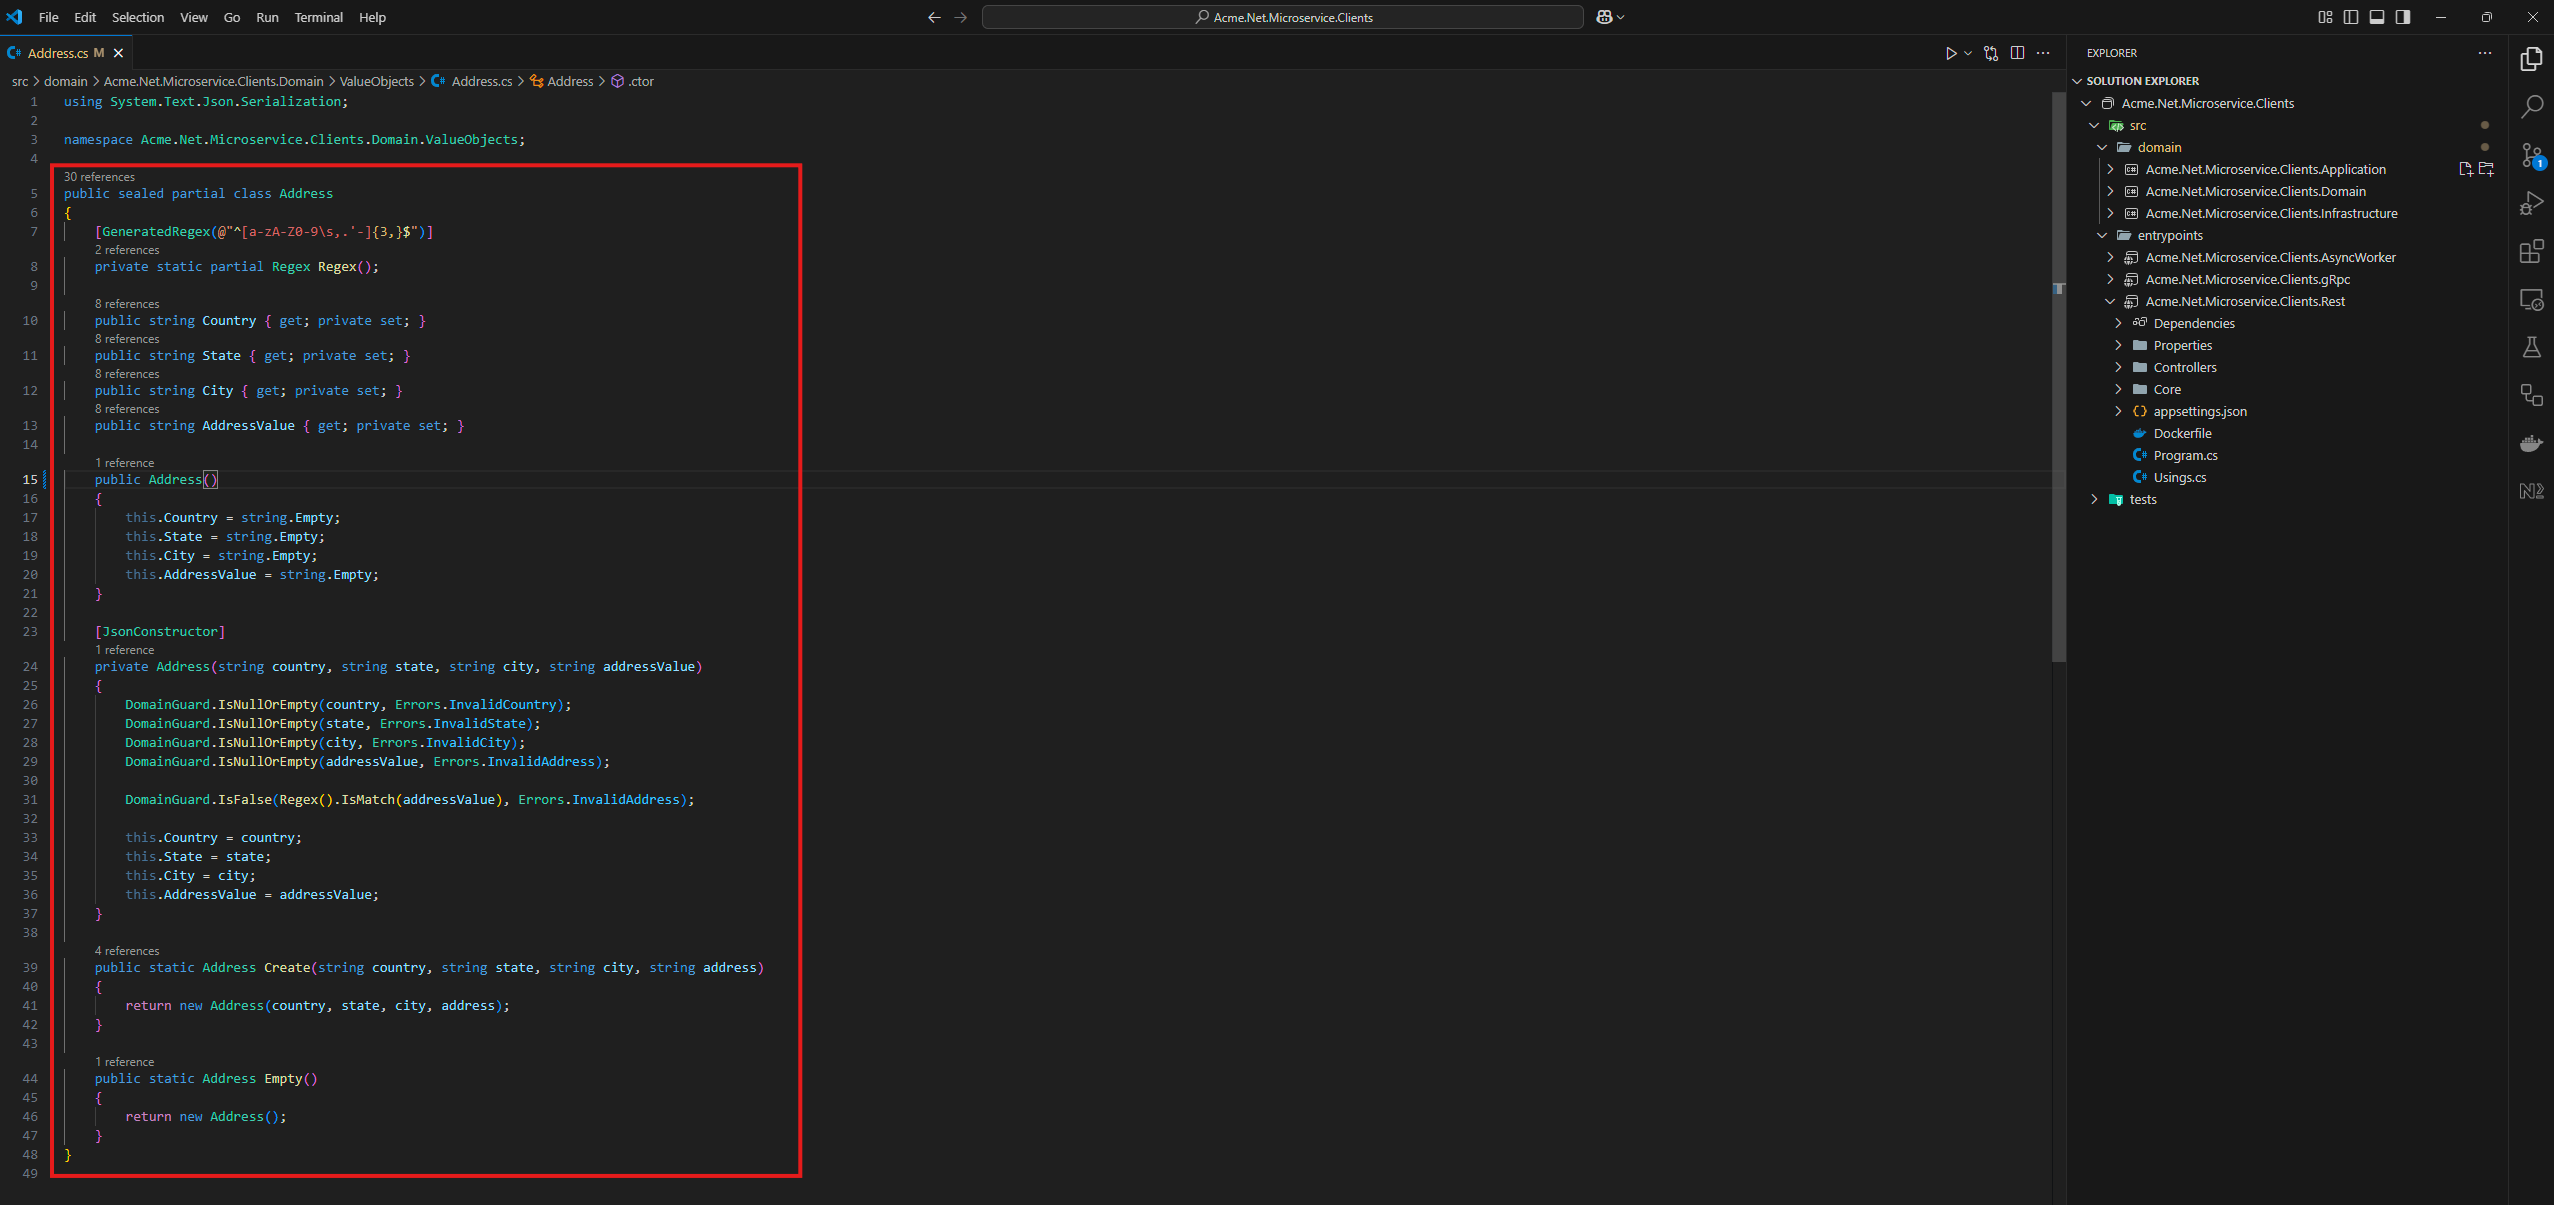 File Edit Selection View Go Run Terminal Help
Acme.Net.Microservice.Clients
Address.cs M
src > domain > Acme.Net.Microservice.Clients.Domain > ValueObjects > Address.cs > Address > .ctor
1 using System.Text.Json.Serialization;
2
3 namespace Acme.Net.Microservice.Clients.Domain.ValueObjects;
4
30 references
5 public sealed partial class Address
6 {
7 [GeneratedRegex(@"^[a-zA-Z0-9\s,.'-]{3,}$")]
2 references
8 private static partial Regex Regex();
9
8 references
10 public string Country { get; private set; }
8 references
11 public string State { get; private set; }
8 references
12 public string City { get; private set; }
8 references
13 public string AddressValue { get; private set; }
14
1 reference
15 public Address()
16 {
17 this.Country = string.Empty;
18 this.State = string.Empty;
19 this.City = string.Empty;
20 this.AddressValue = string.Empty;
21 }
22
23 [JsonConstructor]
1 reference
24 private Address(string country, string state, string city, string addressValue)
25 {
26 DomainGuard.IsNullOrEmpty(country, Errors.InvalidCountry);
27 DomainGuard.IsNullOrEmpty(state, Errors.InvalidState);
28 DomainGuard.IsNullOrEmpty(city, Errors.InvalidCity);
29 DomainGuard.IsNullOrEmpty(addressValue, Errors.InvalidAddress);
30
31 DomainGuard.IsFalse(Regex().IsMatch(addressValue), Errors.InvalidAddress);
32
33 this.Country = country;
34 this.State = state;
35 this.City = city;
36 this.AddressValue = addressValue;
37 }
38
4 references
39 public static Address Create(string country, string state, string city, string address)
40 {
41 return new Address(country, state, city, address);
42 }
43
1 reference
44 public static Address Empty()
45 {
46 return new Address();
47 }
48 }
49
EXPLORER
SOLUTION EXPLORER
Acme.Net.Microservice.Clients
src
domain
Acme.Net.Microservice.Clients.Application
Acme.Net.Microservice.Clients.Domain
Acme.Net.Microservice.Clients.Infrastructure
entrypoints
Acme.Net.Microservice.Clients.AsyncWorker
Acme.Net.Microservice.Clients.gRpc
Acme.Net.Microservice.Clients.Rest
Dependencies
Properties
Controllers
Core
appsettings.json
Dockerfile
Program.cs
Usings.cs
tests
1